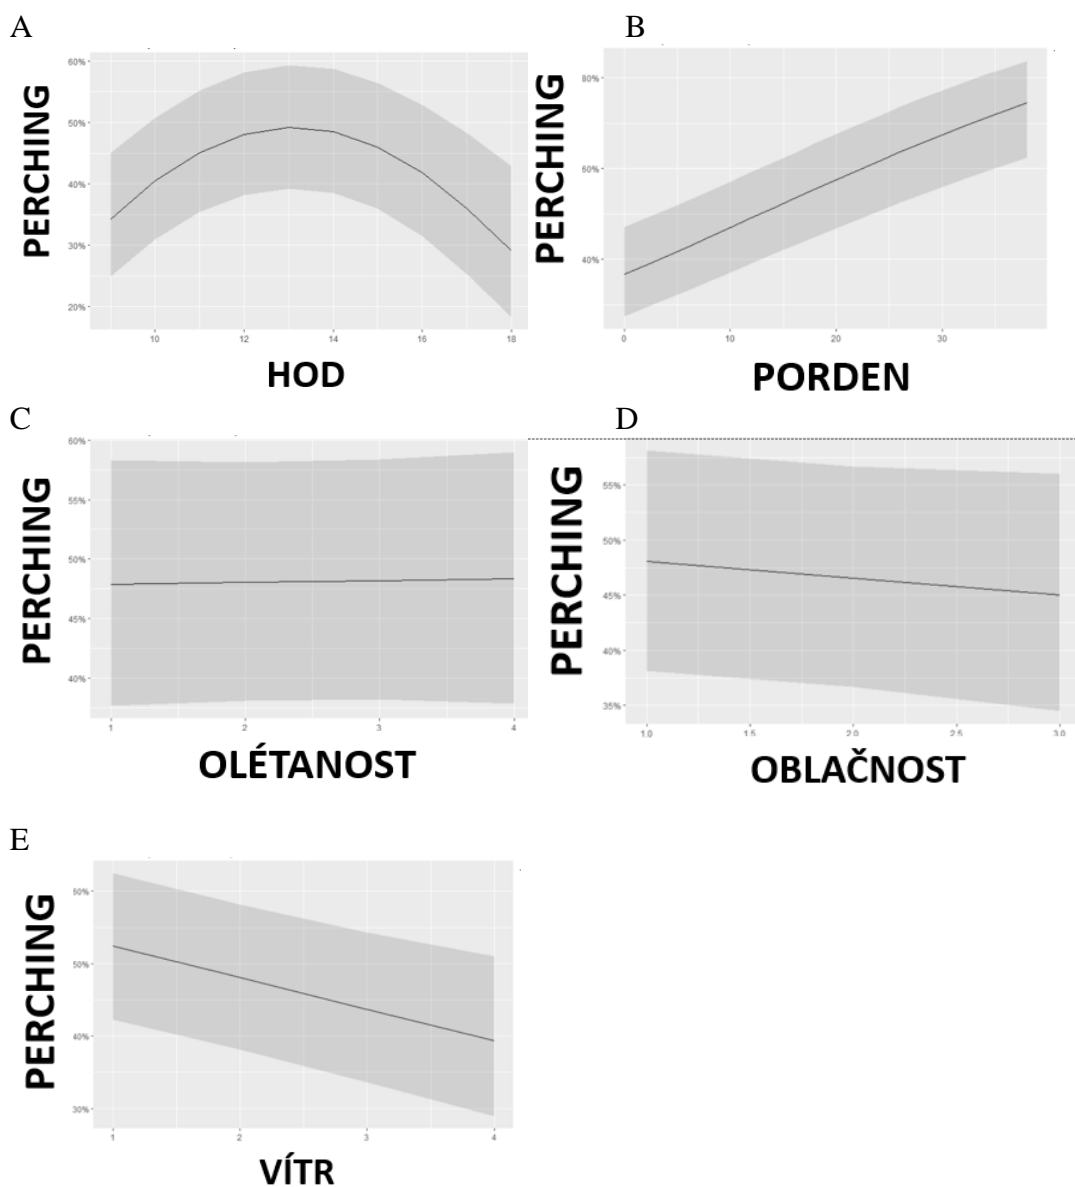 A
PERCHING
60%
50%
40%
30%
20%
10
12
14
16
18
HOD
B
PERCHING
80%
60%
40%
0
10
20
30
PORDEN
C
PERCHING
60%
55%
50%
45%
40%
1
2
3
4
OLÉTANOST
D
PERCHING
55%
50%
45%
40%
35%
1.0
1.5
2.0
2.5
3.0
OBLAČNOST
E
PERCHING
60%
50%
40%
30%
1
2
3
4
VÍTR